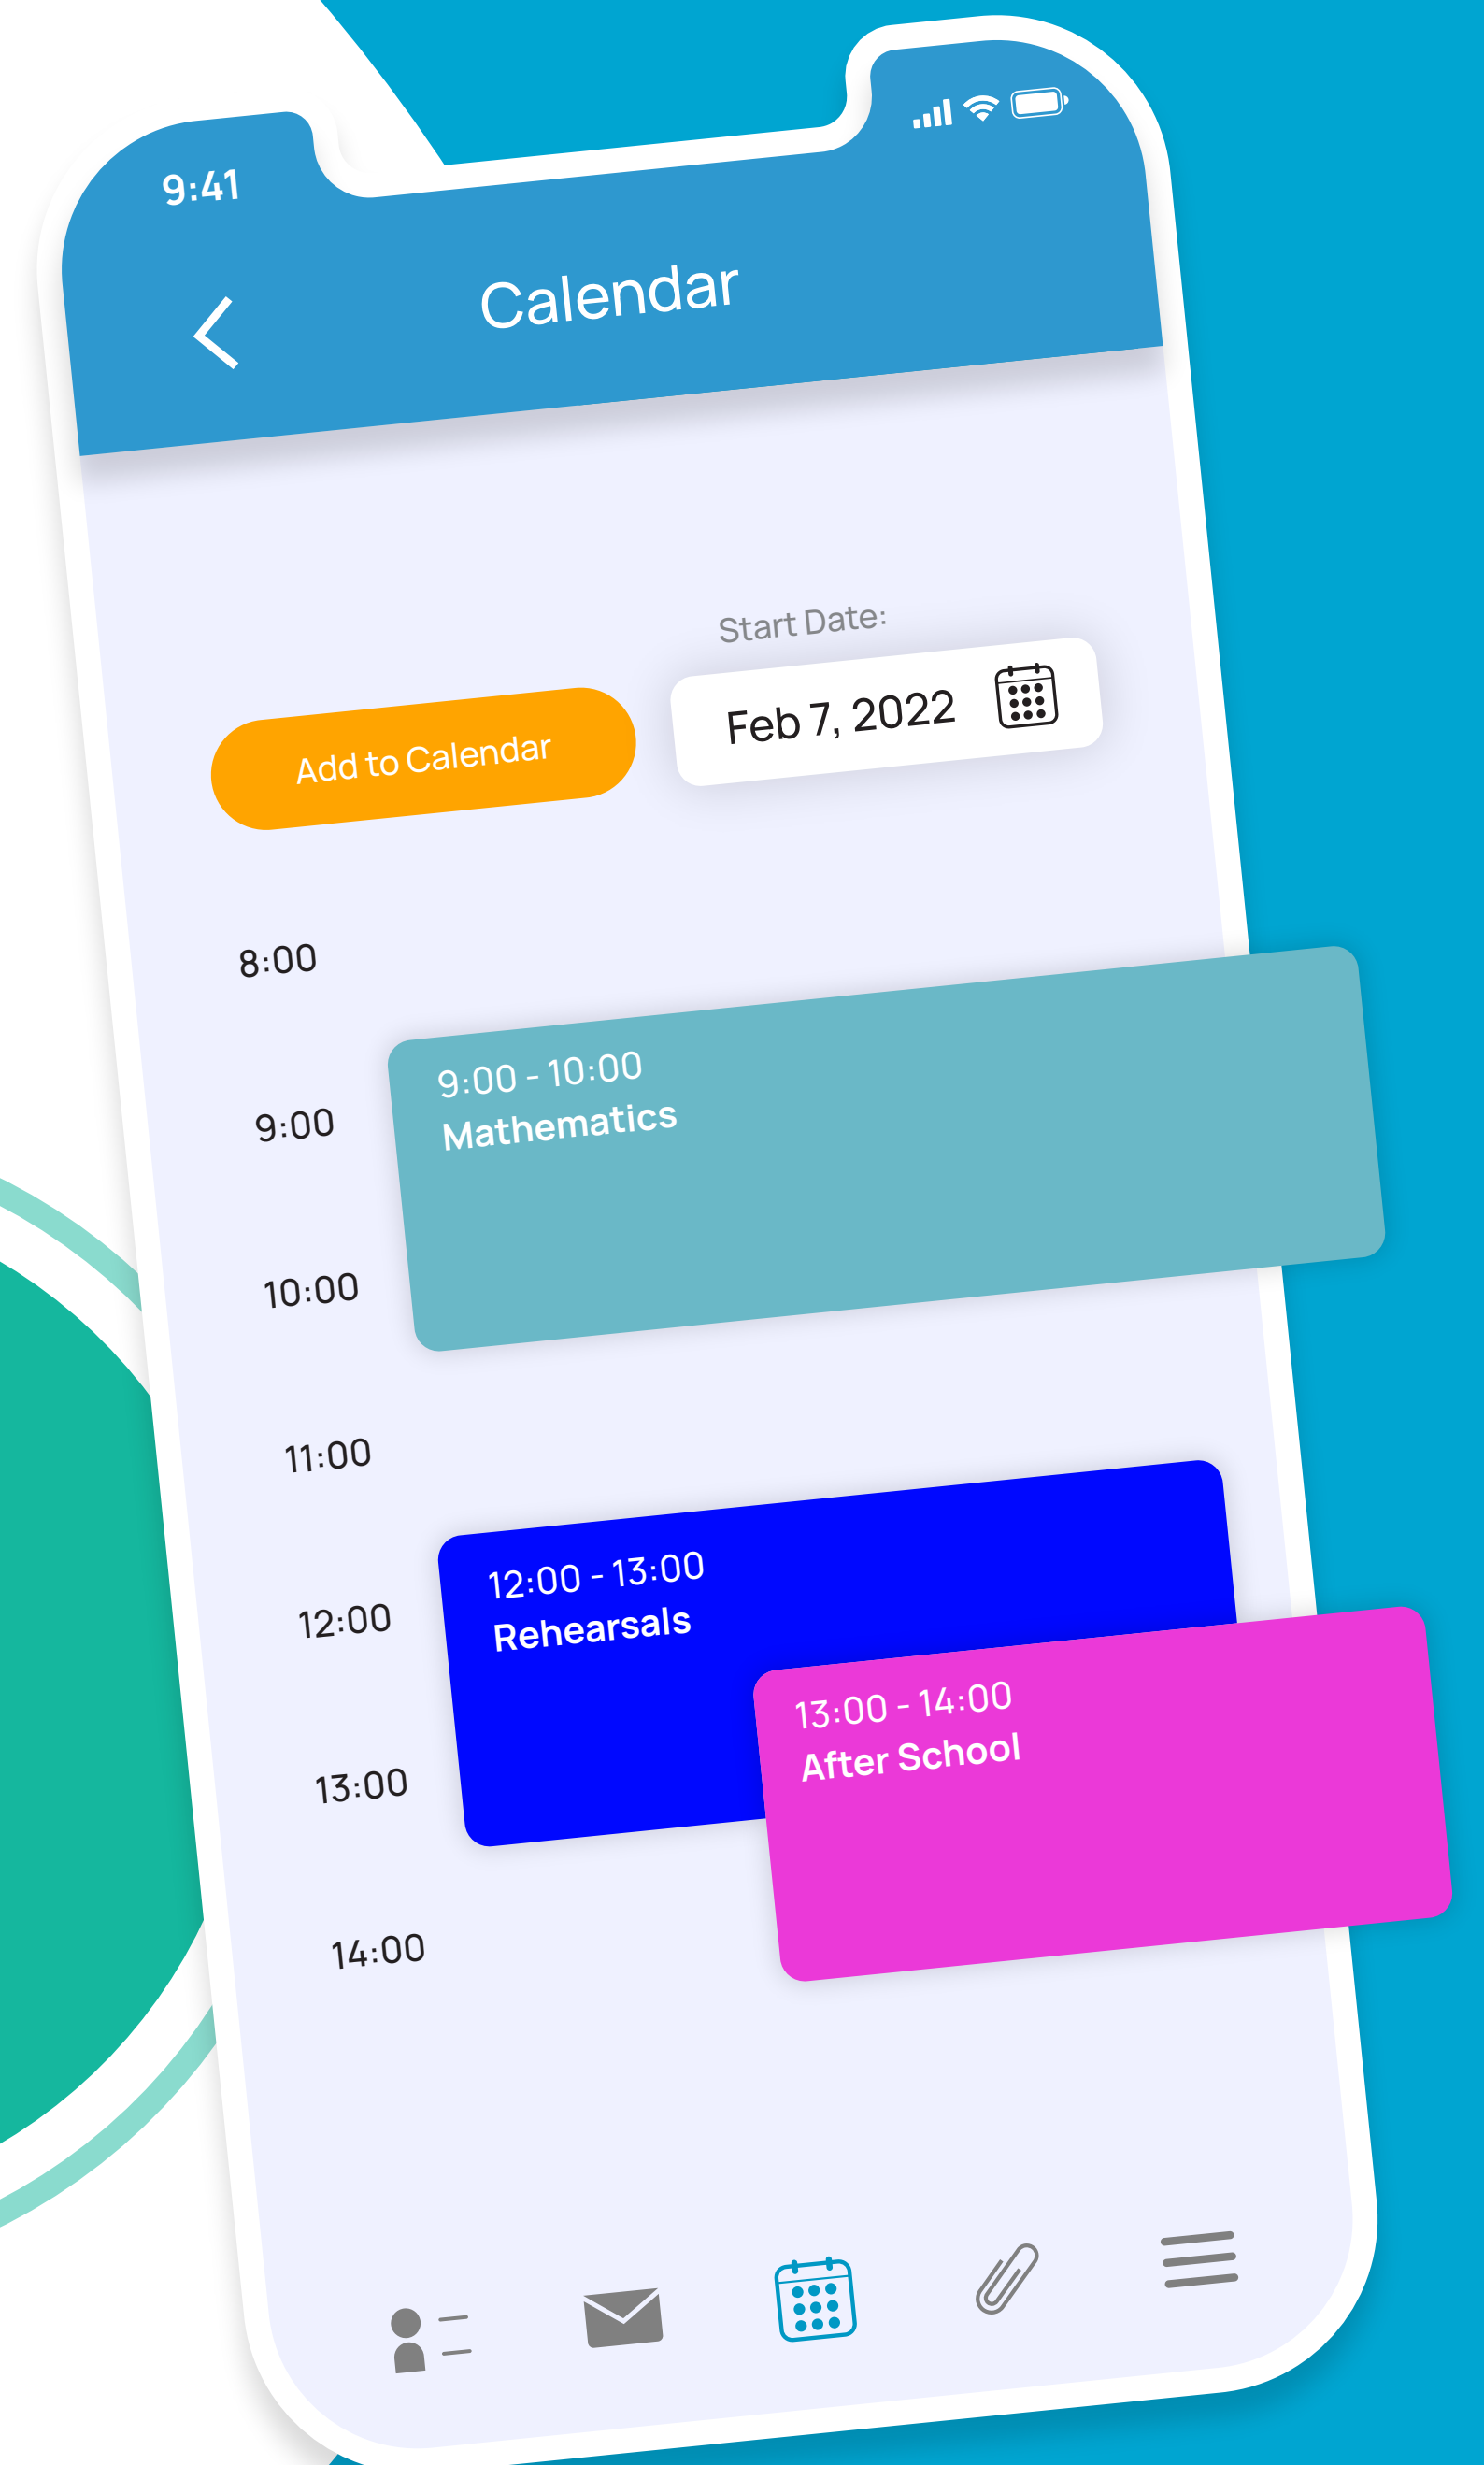 9:41
Calendar
Start Date:
Add to Calendar
Feb 7, 2022
8:00
9:00 - 10:00
Mathematics
9:00
10:00
11:00
12:00 - 13:00
Rehearsals
12:00
13:00 - 14:00
After School
13:00
14:00